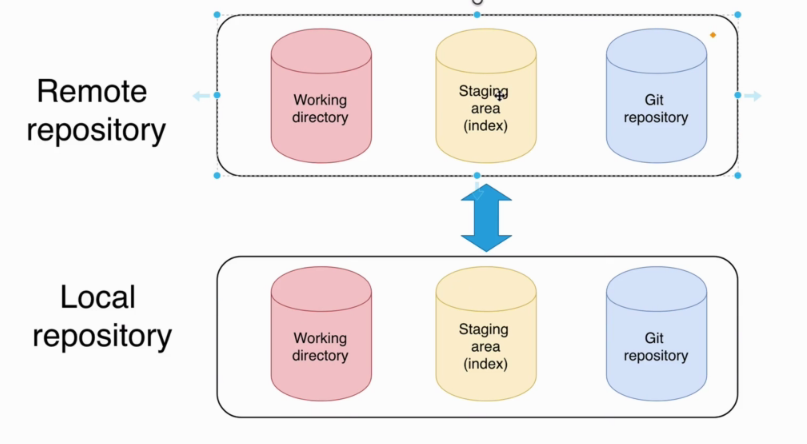 Remote
repository
Working
directory
Staging
area
(index)
Git
repository
Local
repository
Working
directory
Staging
area
(index)
Git
repository